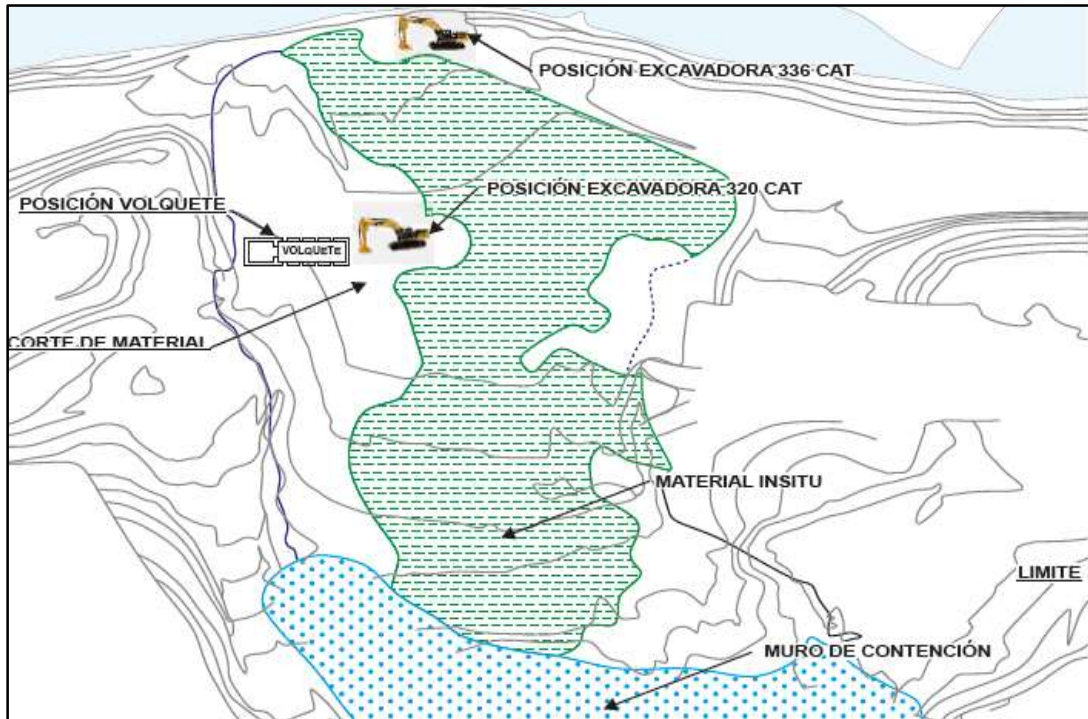 POSICIÓN EXCAVADORA 336 CAT
POSICIÓN EXCAVADORA 320 CAT
POSICIÓN VOLQUETE
VOLQUETE
CORTE DE MATERIAL
MATERIAL INSITU
LIMITE
MURO DE CONTENCIÓN